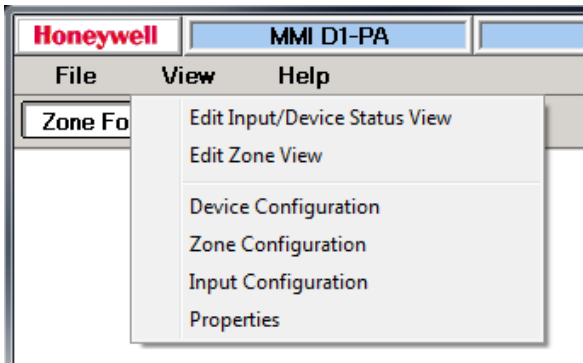 Honeywell MMI D1-PA
File View Help
Zone Fo
Edit Input/Device Status View
Edit Zone View
Device Configuration
Zone Configuration
Input Configuration
Properties